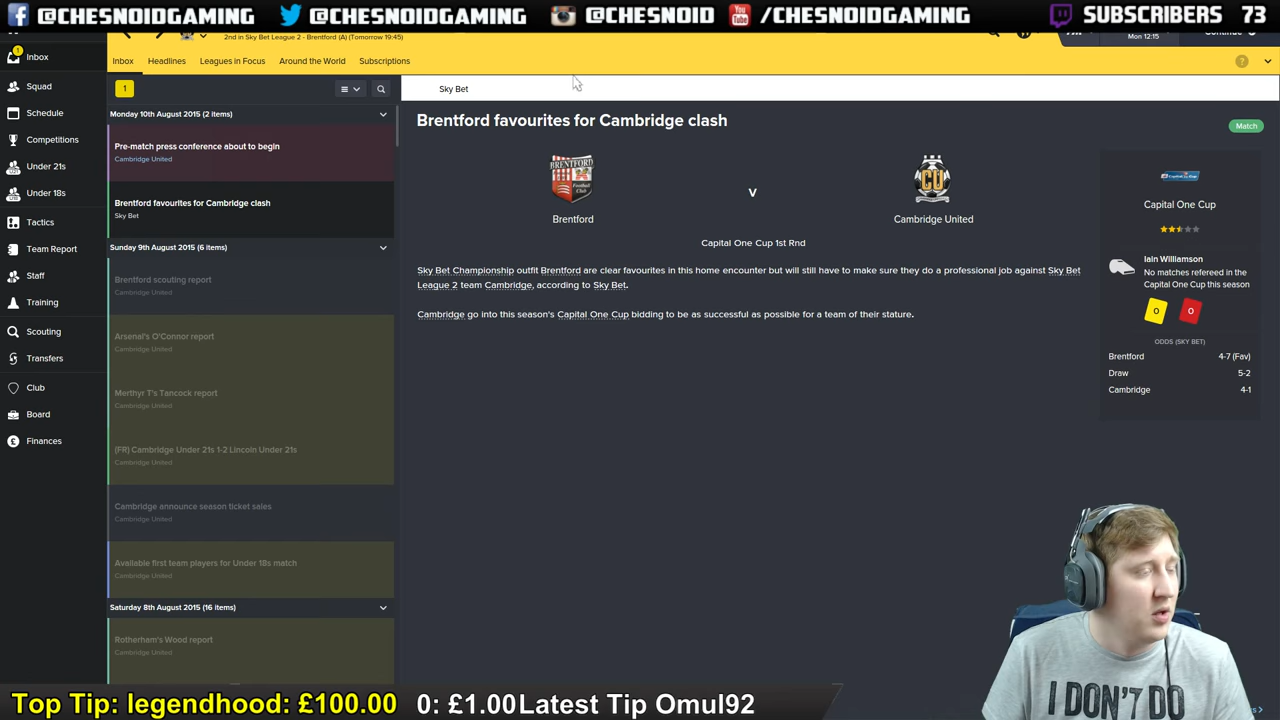 @CHESNOIDGAMING
@CHESNOIDGAMING
@CHESNOID
/CHESNOIDGAMING
SUBSCRIBERS 73
2nd in Sky Bet League 2 - Brentford (A) (Tomorrow 19:45)
Mon 12:15
Continue
1
Inbox
Squad
Schedule
Competitions
Under 21s
Under 18s
Tactics
Team Report
Staff
Training
Scouting
Transfers
Club
Board
Finances
Inbox
Headlines
Leagues in Focus
Around the World
Subscriptions
?
1
Monday 10th August 2015 (2 items)
Pre-match press conference about to begin
Cambridge United
Brentford favourites for Cambridge clash
Sky Bet
Sunday 9th August 2015 (6 items)
Brentford scouting report
Cambridge United
Arsenal's O'Connor report
Cambridge United
Merthyr T's Tancock report
Cambridge United
(FR) Cambridge Under 21s 1-2 Lincoln Under 21s
Cambridge United
Cambridge announce season ticket sales
Cambridge United
Available first team players for Under 18s match
Cambridge United
Saturday 8th August 2015 (16 items)
Rotherham's Wood report
Cambridge United
Sky Bet
Brentford favourites for Cambridge clash
Match
BRENTFORD
CU
V
Brentford
Cambridge United
Capital One Cup 1st Rnd
Sky Bet Championship outfit Brentford are clear favourites in this home encounter but will still have to make sure they do a professional job against Sky Bet
League 2 team Cambridge, according to Sky Bet.
Cambridge go into this season's Capital One Cup bidding to be as successful as possible for a team of their stature.
Capital One Cup
Iain Williamson
No matches refereed in the
Capital One Cup this season
0
0
ODDS (SKY BET)
Brentford 4-7 (Fav)
Draw 5-2
Cambridge 4-1
I DON'T DO
Top Tip: legendhood: £100.00
0: £1.00
Latest Tip Omul92